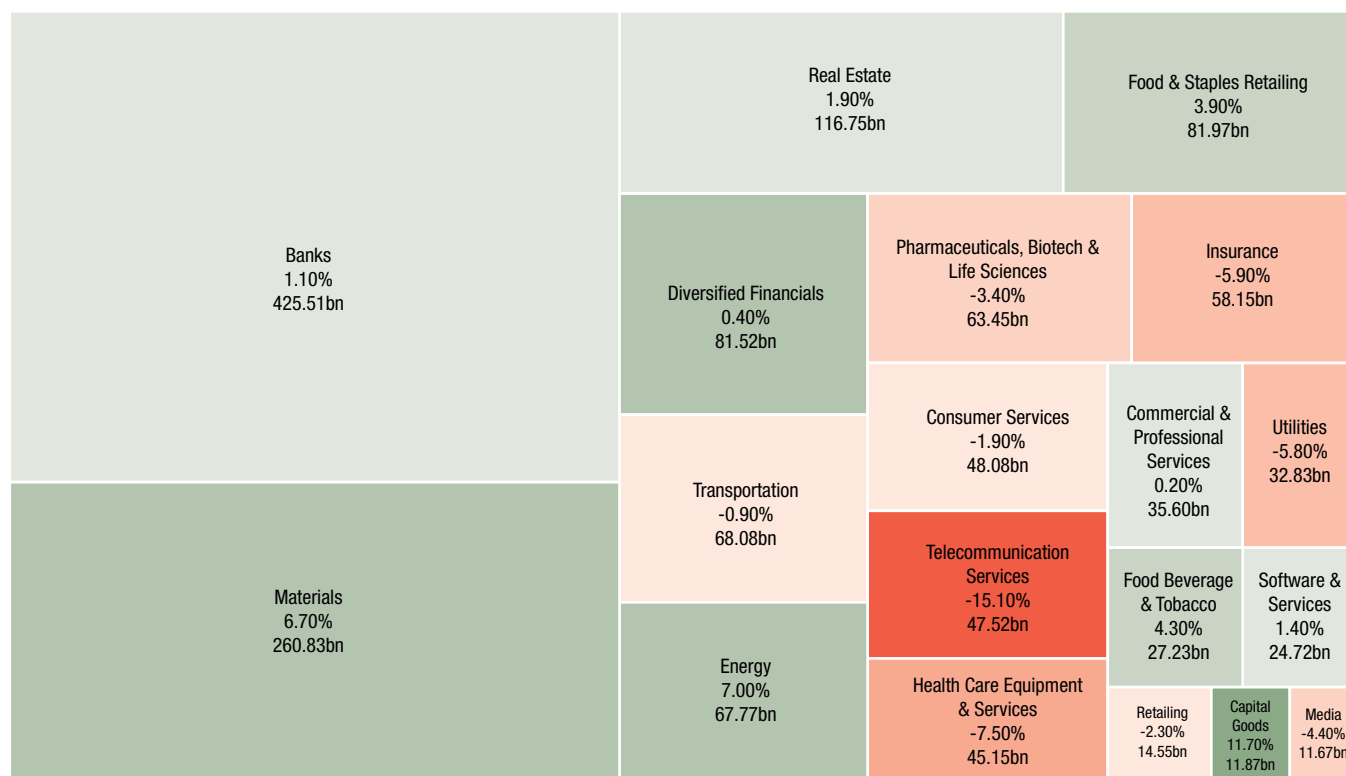 Banks
1.10%
425.51bn
Materials
6.70%
260.83bn
Real Estate
1.90%
116.75bn
Food & Staples Retailing
3.90%
81.97bn
Diversified Financials
0.40%
81.52bn
Transportation
-0.90%
68.08bn
Energy
7.00%
67.77bn
Pharmaceuticals, Biotech &
Life Sciences
-3.40%
63.45bn
Insurance
-5.90%
58.15bn
Consumer Services
-1.90%
48.08bn
Telecommunication
Services
-15.10%
47.52bn
Health Care Equipment
& Services
-7.50%
45.15bn
Commercial &
Professional
Services
0.20%
35.60bn
Utilities
-5.80%
32.83bn
Food Beverage
& Tobacco
4.30%
27.23bn
Software &
Services
1.40%
24.72bn
Retailing
-2.30%
14.55bn
Capital
Goods
11.70%
11.87bn
Media
-4.40%
11.67bn